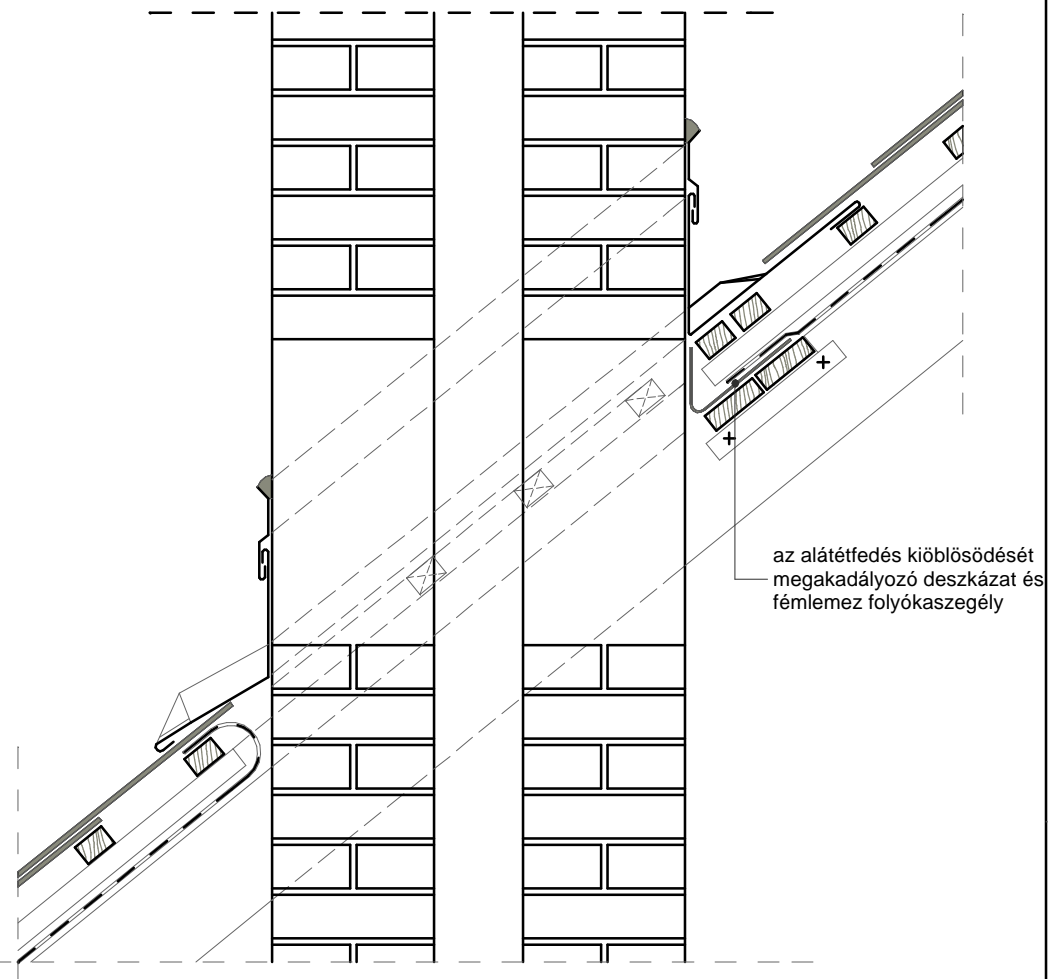 az alátétfedés kiöblösödését
megakadályozó deszkázat és
fémlemez folyókaszegély